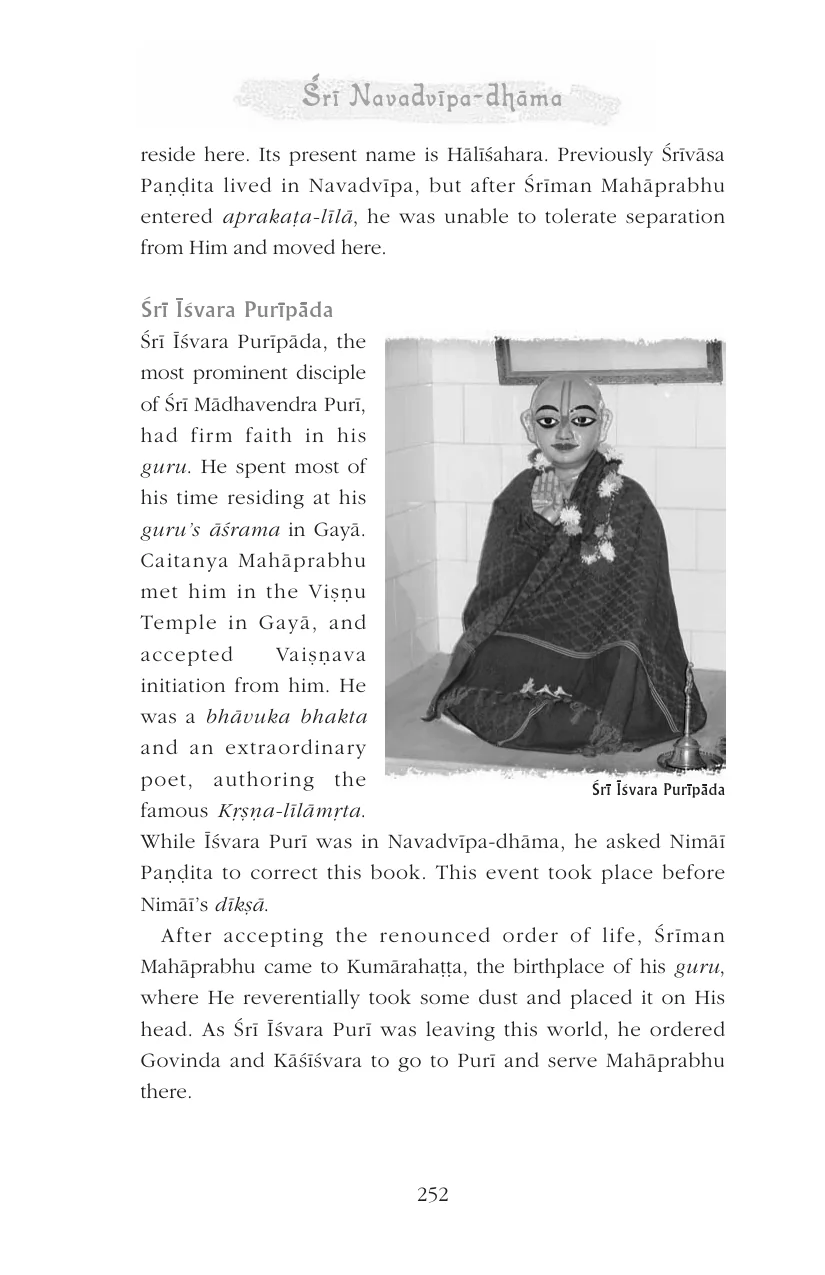 Śrī Navadvīpa-dhāma
reside here. Its present name is Hālīśahara. Previously Śrīvāsa
Paṇḍita lived in Navadvīpa, but after Śrīman Mahāprabhu
entered aprakaṭa-līlā, he was unable to tolerate separation
from Him and moved here.
Śrī Īśvara Purīpāda
Śrī Īśvara Purīpāda, the
most prominent disciple
of Śrī Mādhavendra Purī,
had firm faith in his
guru. He spent most of
his time residing at his
guru’s āśrama in Gayā.
Caitanya Mahāprabhu
met him in the Viṣṇu
Temple in Gayā, and
accepted Vaiṣṇava
initiation from him. He
was a bhāvuka bhakta
and an extraordinary
poet, authoring the
famous Kṛṣṇa-līlāmṛta.
Śrī Īśvara Purīpāda
While Īśvara Purī was in Navadvīpa-dhāma, he asked Nimāī
Paṇḍita to correct this book. This event took place before
Nimāī’s dīkṣā.
After accepting the renounced order of life, Śrīman
Mahāprabhu came to Kumārahaṭṭa, the birthplace of his guru,
where He reverentially took some dust and placed it on His
head. As Śrī Īśvara Purī was leaving this world, he ordered
Govinda and Kāśīśvara to go to Purī and serve Mahāprabhu
there.
252